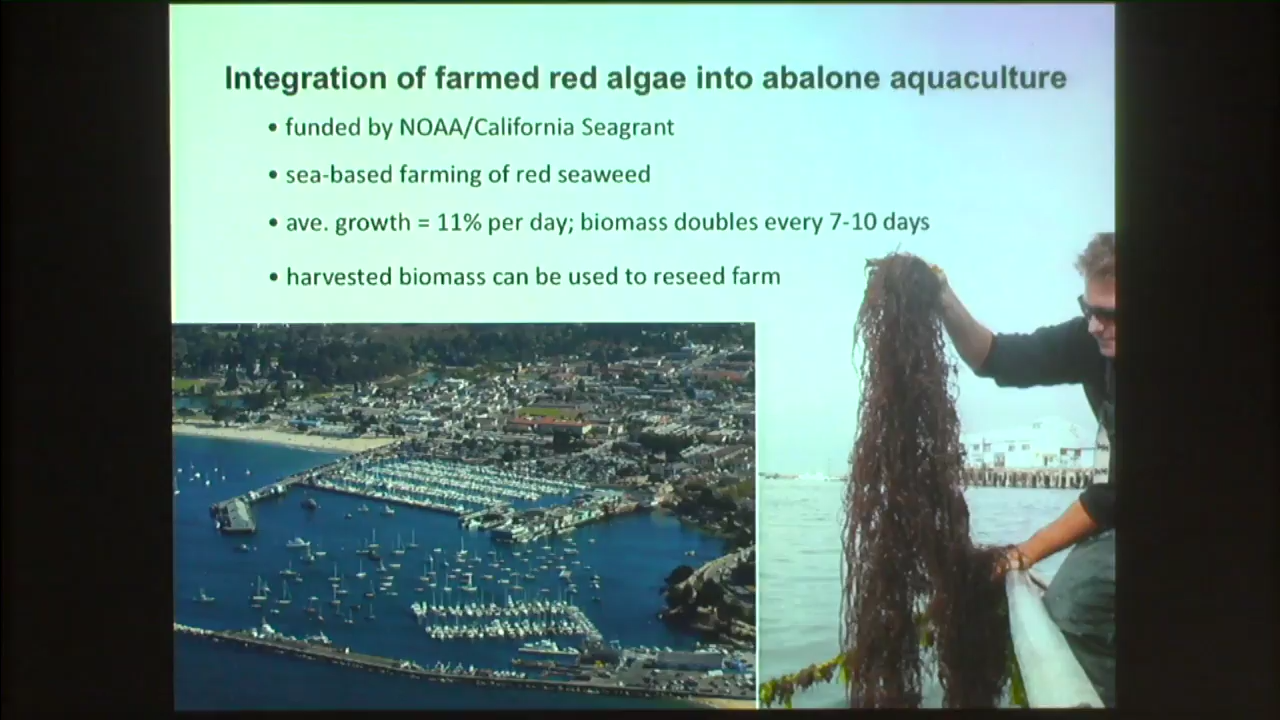 Integration of farmed red algae into abalone aquaculture
• funded by NOAA/California Seagrant
• sea-based farming of red seaweed
• ave. growth = 11% per day; biomass doubles every 7-10 days
• harvested biomass can be used to reseed farm